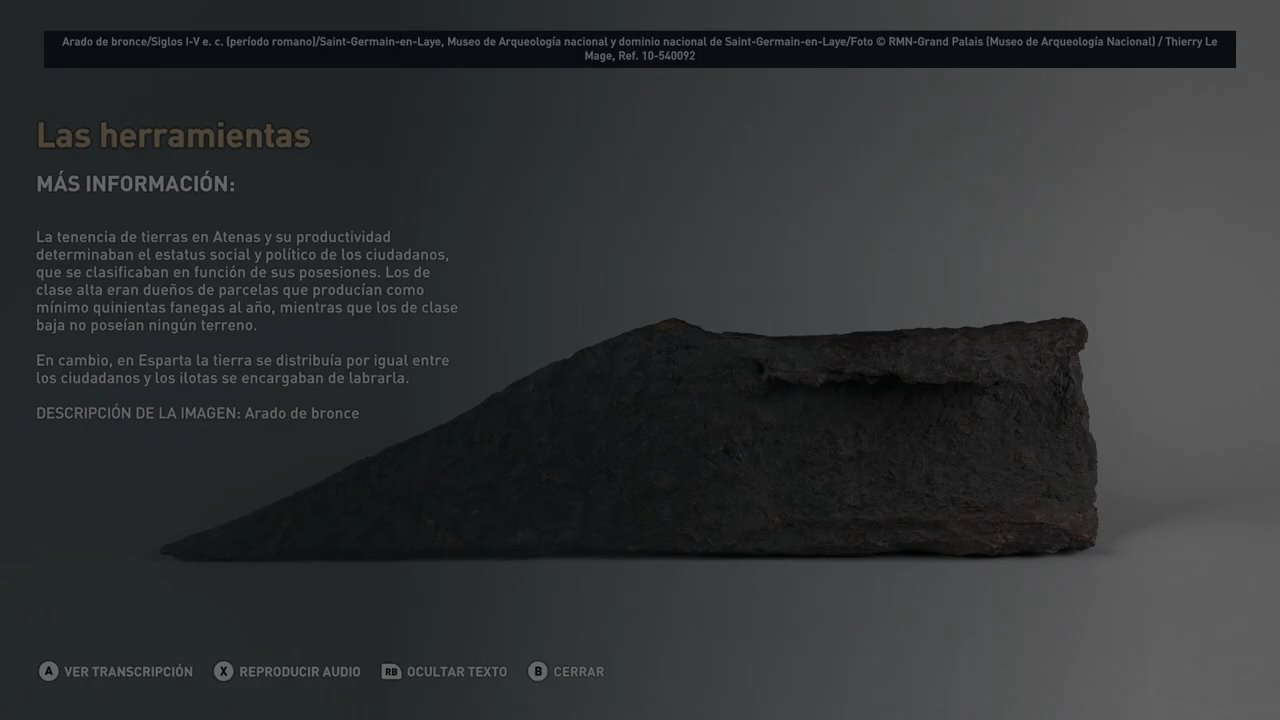 Arado de bronce/Siglos I-V e. c. (período romano)/Saint-Germain-en-Laye, Museo de Arqueología nacional y dominio nacional de Saint-Germain-en-Laye/Foto © RMN-Grand Palais (Museo de Arqueología Nacional) / Thierry Le
Mage, Ref. 10-540092
Las herramientas
MÁS INFORMACIÓN:
La tenencia de tierras en Atenas y su productividad
determinaban el estatus social y político de los ciudadanos,
que se clasificaban en función de sus posesiones. Los de
clase alta eran dueños de parcelas que producían como
mínimo quinientas fanegas al año, mientras que los de clase
baja no poseían ningún terreno.
En cambio, en Esparta la tierra se distribuía por igual entre
los ciudadanos y los ilotas se encargaban de labrarla.
DESCRIPCIÓN DE LA IMAGEN: Arado de bronce
A VER TRANSCRIPCIÓN X REPRODUCIR AUDIO RB OCULTAR TEXTO B CERRAR